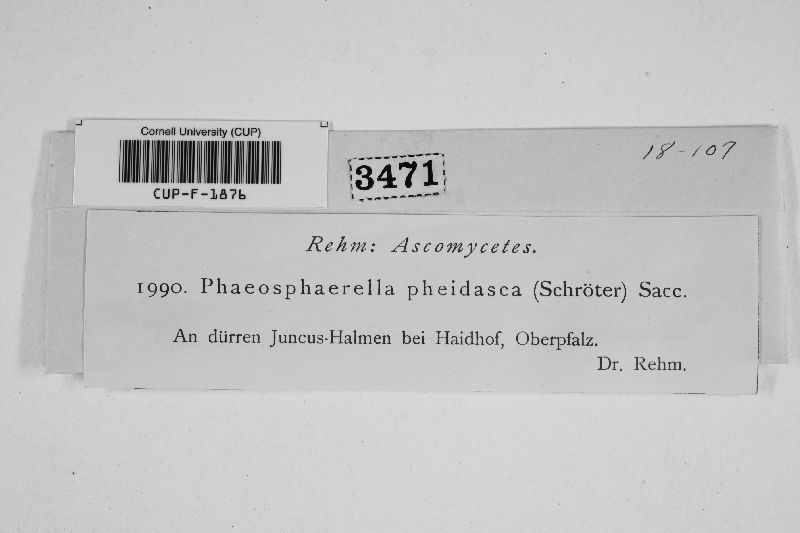 Cornell University (CUP)
CUP-F-1876
3471
18-107
Rehm: Ascomycetes.
1990. Phaeosphaerella pheidasca (Schröter) Sacc.
An dürren Juncus-Halmen bei Haidhof, Oberpfalz.
Dr. Rehm.